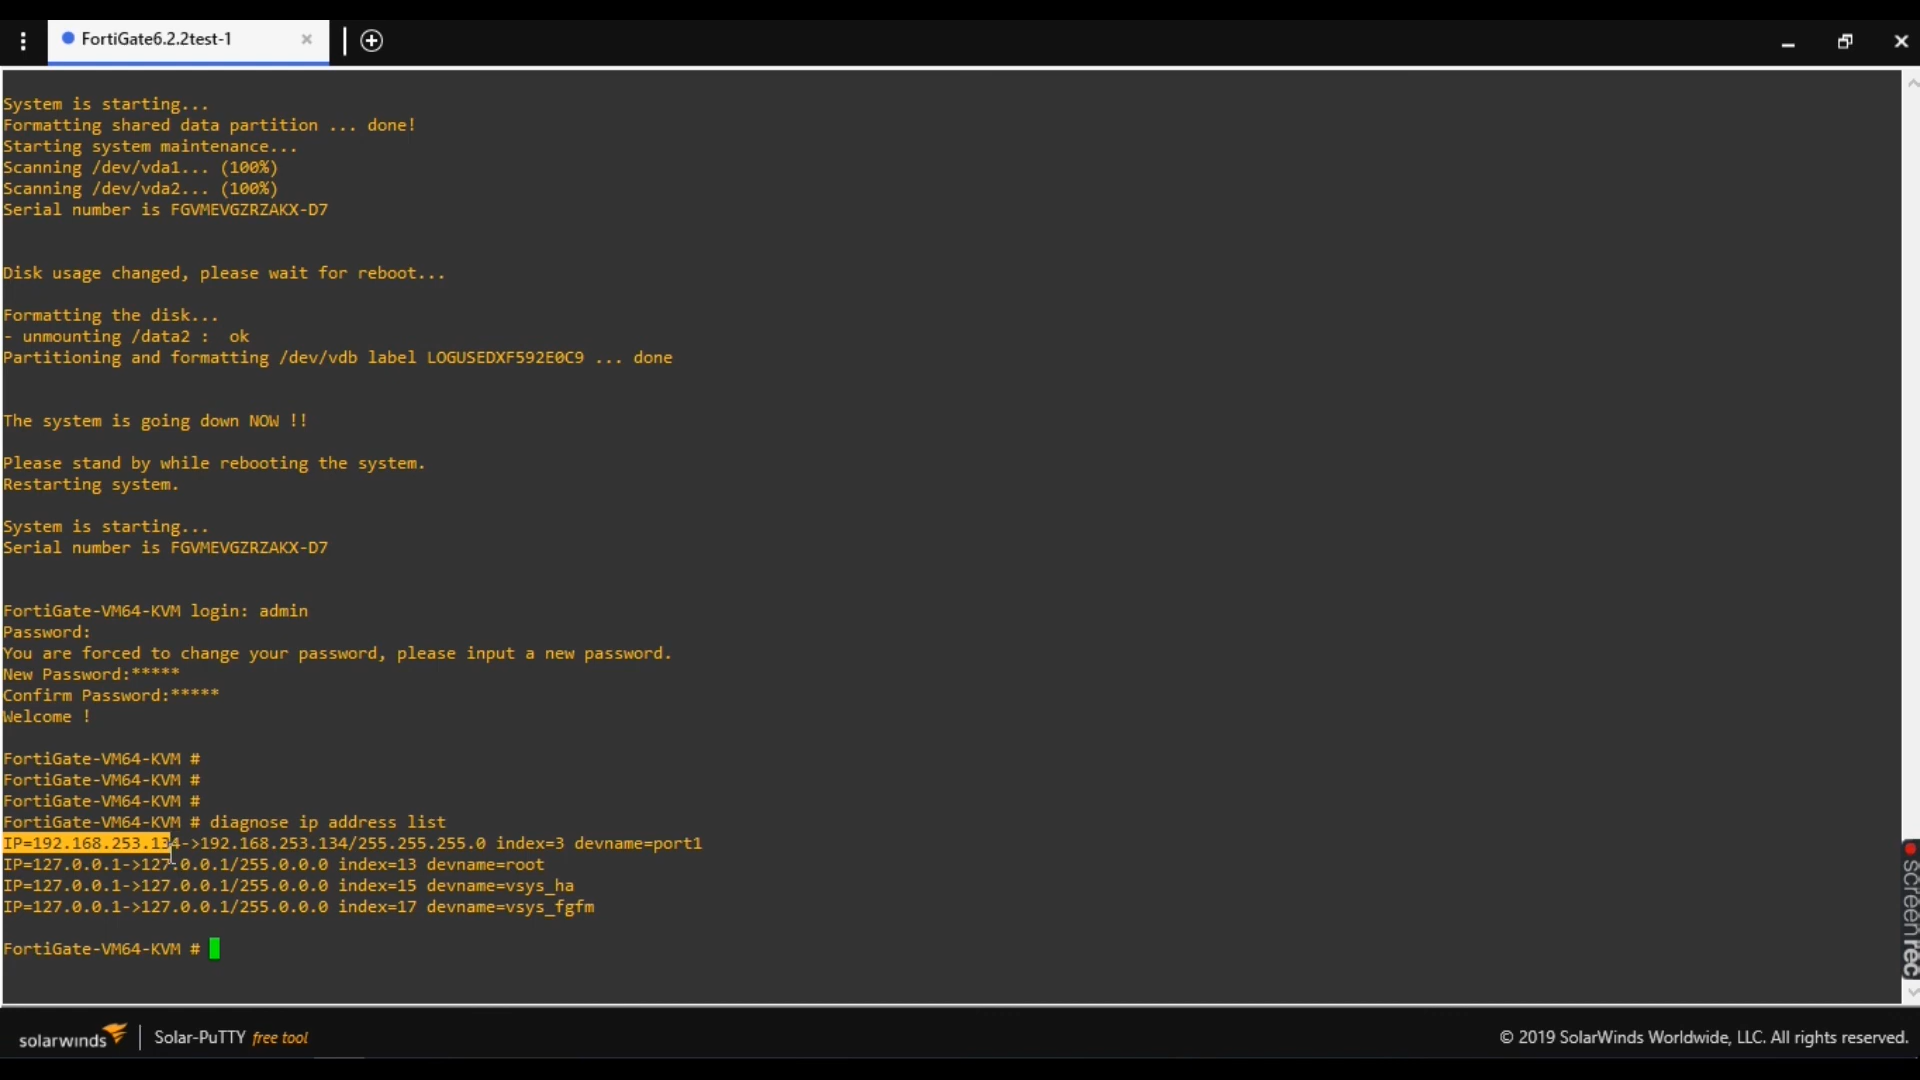 FortiGate6.2.2test-1
System is starting...
Formatting shared data partition ... done!
Starting system maintenance...
Scanning /dev/vda1... (100%)
Scanning /dev/vda2... (100%)
Serial number is FGVMEVGZRZAKX-D7
Disk usage changed, please wait for reboot...
Formatting the disk...
- unmounting /data2 :  ok
Partitioning and formatting /dev/vdb label LOGUSEDXF592E0C9 ... done
The system is going down NOW !!
Please stand by while rebooting the system.
Restarting system.
System is starting...
Serial number is FGVMEVGZRZAKX-D7
FortiGate-VM64-KVM login: admin
Password:
You are forced to change your password, please input a new password.
New Password:*****
Confirm Password:*****
Welcome !
FortiGate-VM64-KVM #
FortiGate-VM64-KVM #
FortiGate-VM64-KVM #
FortiGate-VM64-KVM # diagnose ip address list
IP=192.168.253.134->192.168.253.134/255.255.255.0 index=3 devname=port1
IP=127.0.0.1->127.0.0.1/255.0.0.0 index=13 devname=root
IP=127.0.0.1->127.0.0.1/255.0.0.0 index=15 devname=vsys_ha
IP=127.0.0.1->127.0.0.1/255.0.0.0 index=17 devname=vsys_fgfm
FortiGate-VM64-KVM #
screenrec
solarwinds
Solar-PuTTY free tool
© 2019 SolarWinds Worldwide, LLC. All rights reserved.